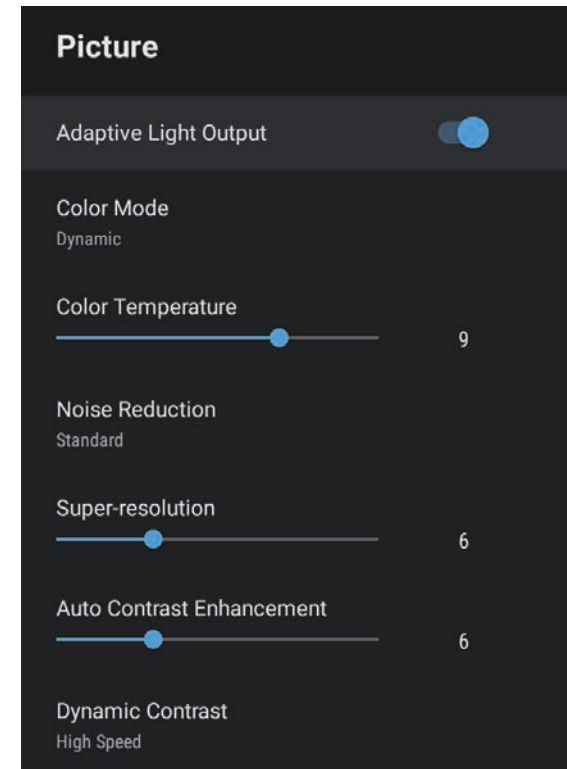 Picture
Adaptive Light Output
Color Mode
Dynamic
Color Temperature
9
Noise Reduction
Standard
Super-resolution
6
Auto Contrast Enhancement
6
Dynamic Contrast
High Speed